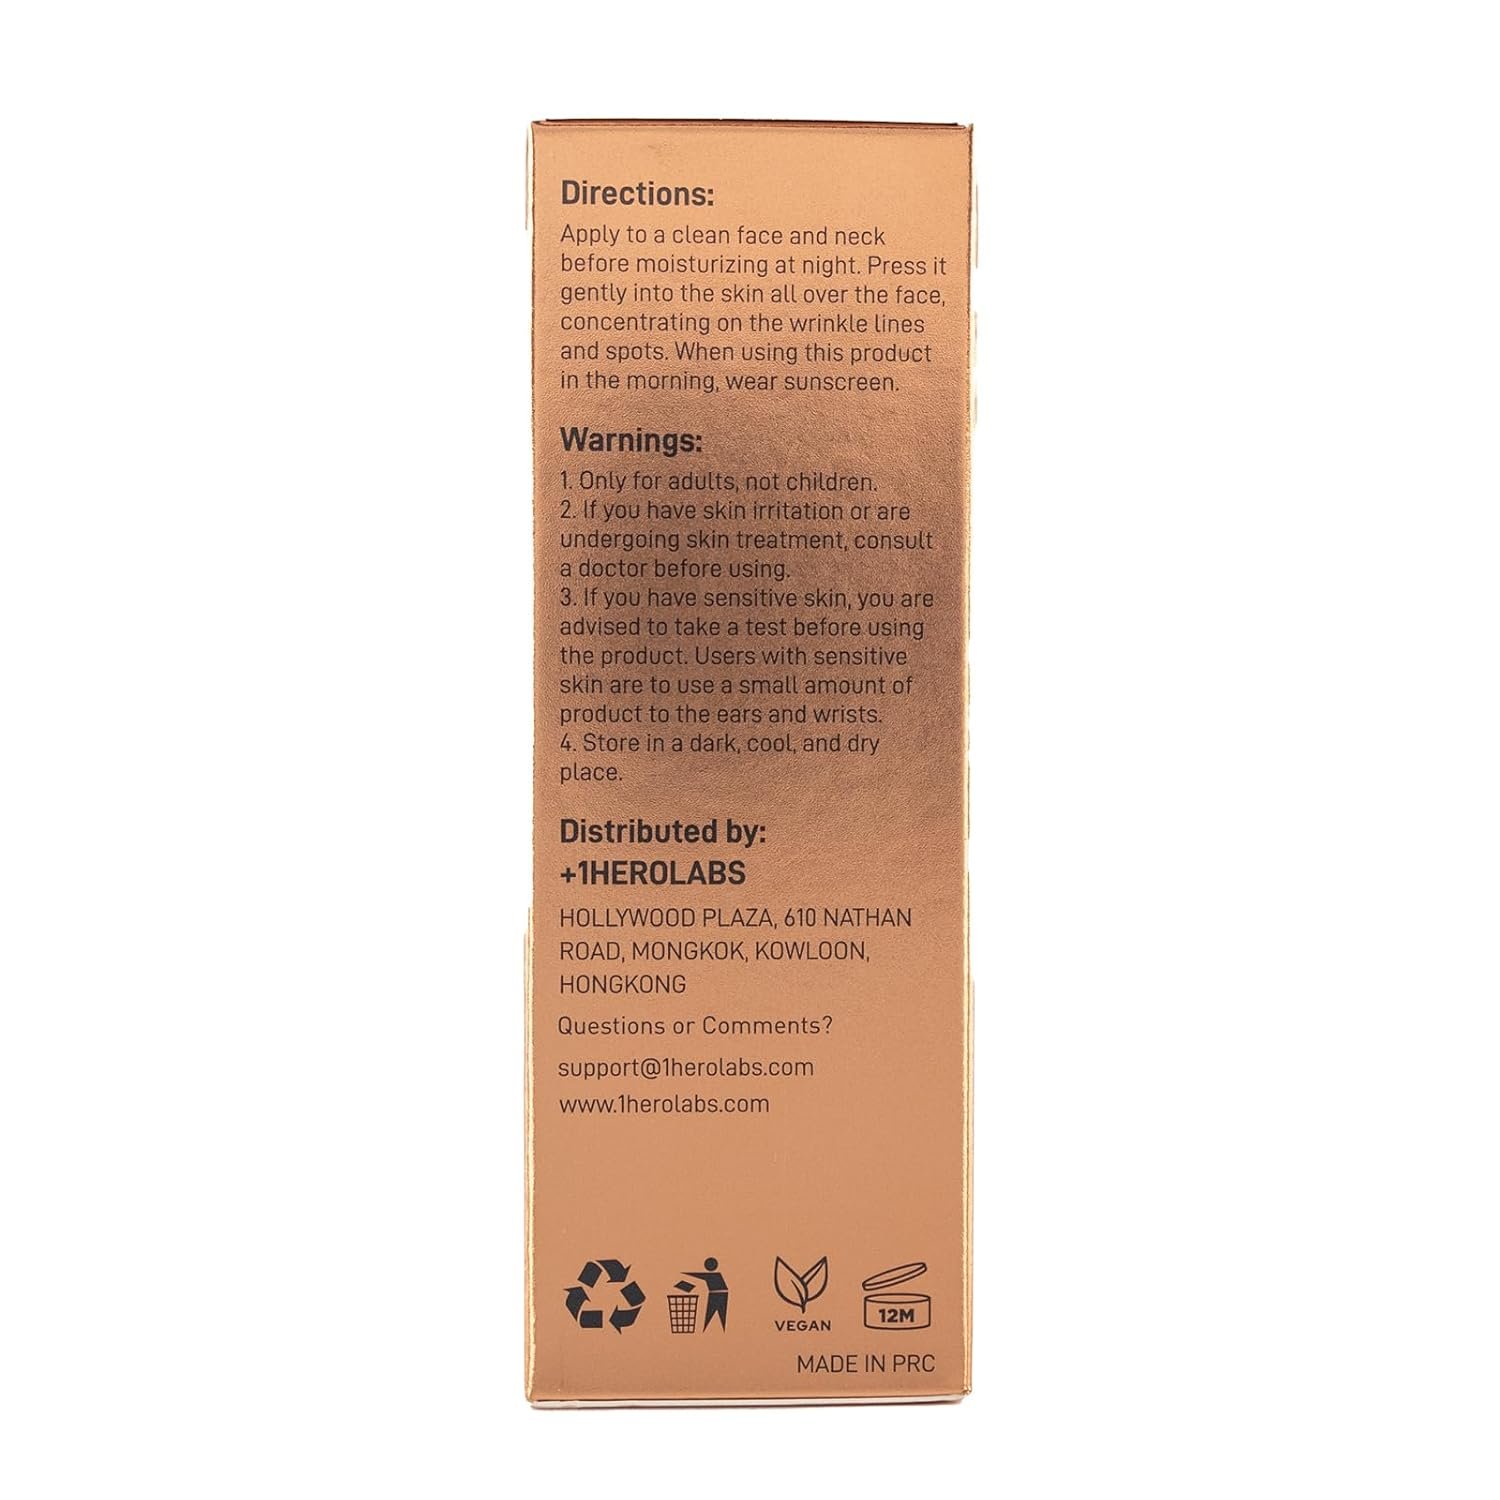 Directions:
Apply to a clean face and neck
before moisturizing at night. Press it
gently into the skin all over the face,
concentrating on the wrinkle lines
and spots. When using this product
in the morning, wear sunscreen.
Warnings:
1. Only for adults, not children.
2. If you have skin irritation or are
undergoing skin treatment, consult
a doctor before using.
3. If you have sensitive skin, you are
advised to take a test before using
the product. Users with sensitive
skin are to use a small amount of
product to the ears and wrists.
4. Store in a dark, cool, and dry
place.
Distributed by:
+1HEROLABS
HOLLYWOOD PLAZA, 610 NATHAN
ROAD, MONGKOK, KOWLOON,
HONGKONG
Questions or Comments?
support@1herolabs.com
www.1herolabs.com
VEGAN
12M
MADE IN PRC